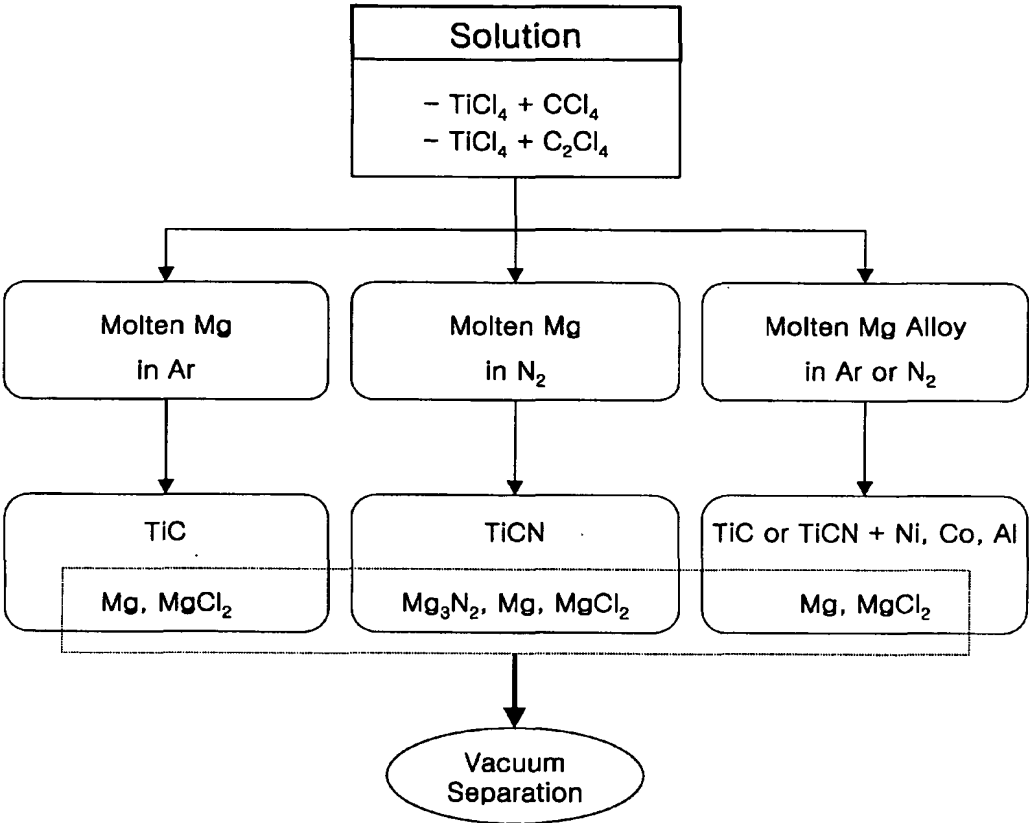 Solution
– TiCl₄ + CCl₄
– TiCl₄ + C₂Cl₄
Molten Mg
in Ar
Molten Mg
in N₂
Molten Mg Alloy
in Ar or N₂
TiC
Mg, MgCl₂
TiCN
Mg₃N₂, Mg, MgCl₂
TiC or TiCN + Ni, Co, Al
Mg, MgCl₂
Vacuum
Separation